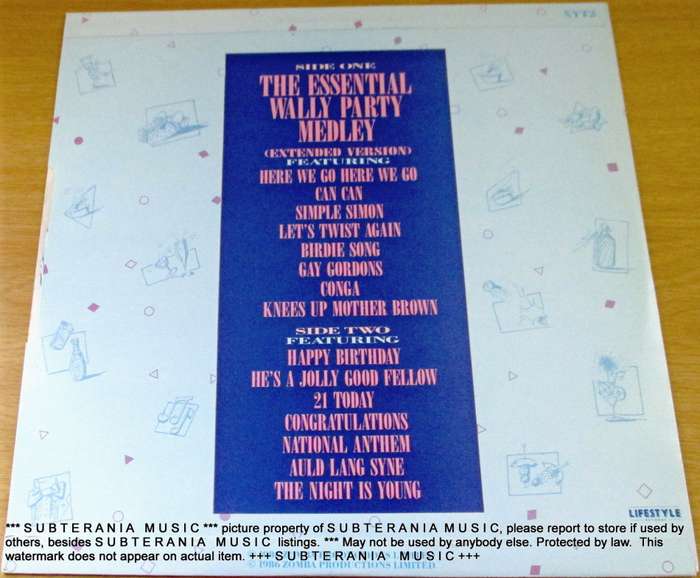 XYT2
SIDE ONE
THE ESSENTIAL
WALLY PARTY
MEDLEY
(EXTENDED VERSION)
FEATURING
HERE WE GO HERE WE GO
CAN CAN
SIMPLE SIMON
LET'S TWIST AGAIN
BIRDIE SONG
GAY GORDONS
CONGA
KNEES UP MOTHER BROWN
SIDE TWO
FEATURING
HAPPY BIRTHDAY
HE'S A JOLLY GOOD FELLOW
21 TODAY
CONGRATULATIONS
NATIONAL ANTHEM
AULD LANG SYNE
THE NIGHT IS YOUNG
LIFESTYLE
*** S U B T E R A N I A M U S I C *** picture property of S U B T E R A N I A M U S I C, please report to store if used by
others, besides S U B T E R A N I A M U S I C listings. *** May not be used by anybody else. Protected by law. This
watermark does not appear on actual item. +++ S U B T E R A N I A M U S I C +++
© 1986 ZOMBA PRODUCTIONS LIMITED